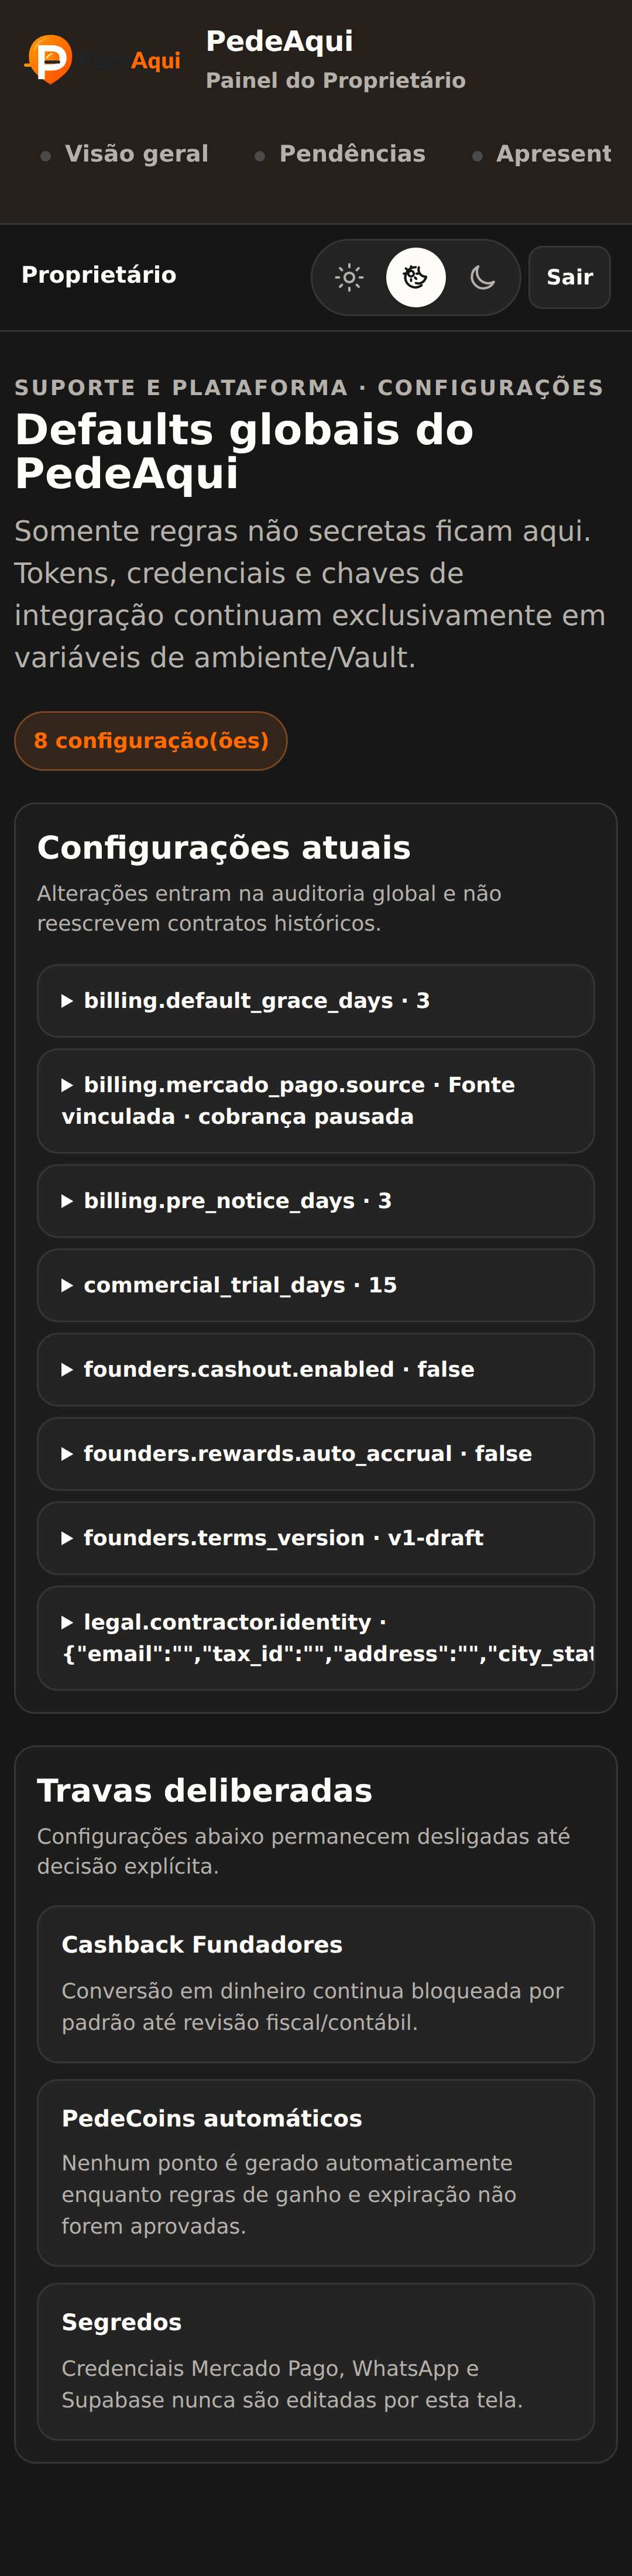 Aqui
PedeAqui
Painel do Proprietário
Visão geral
Pendências
Apresent
Proprietário
Sair
SUPORTE E PLATAFORMA · CONFIGURAÇÕES
Defaults globais do
PedeAqui
Somente regras não secretas ficam aqui.
Tokens, credenciais e chaves de
integração continuam exclusivamente em
variáveis de ambiente/Vault.
8 configuração(ões)
Configurações atuais
Alterações entram na auditoria global e não
reescrevem contratos históricos.
billing.default_grace_days · 3
billing.mercado_pago.source · Fonte
vinculada · cobrança pausada
billing.pre_notice_days · 3
commercial_trial_days · 15
founders.cashout.enabled · false
founders.rewards.auto_accrual · false
founders.terms_version · v1-draft
legal.contractor.identity ·
{"email":"","tax_id":"","address":"","city_stat
Travas deliberadas
Configurações abaixo permanecem desligadas até
decisão explícita.
Cashback Fundadores
Conversão em dinheiro continua bloqueada por
padrão até revisão fiscal/contábil.
PedeCoins automáticos
Nenhum ponto é gerado automaticamente
enquanto regras de ganho e expiração não
forem aprovadas.
Segredos
Credenciais Mercado Pago, WhatsApp e
Supabase nunca são editadas por esta tela.